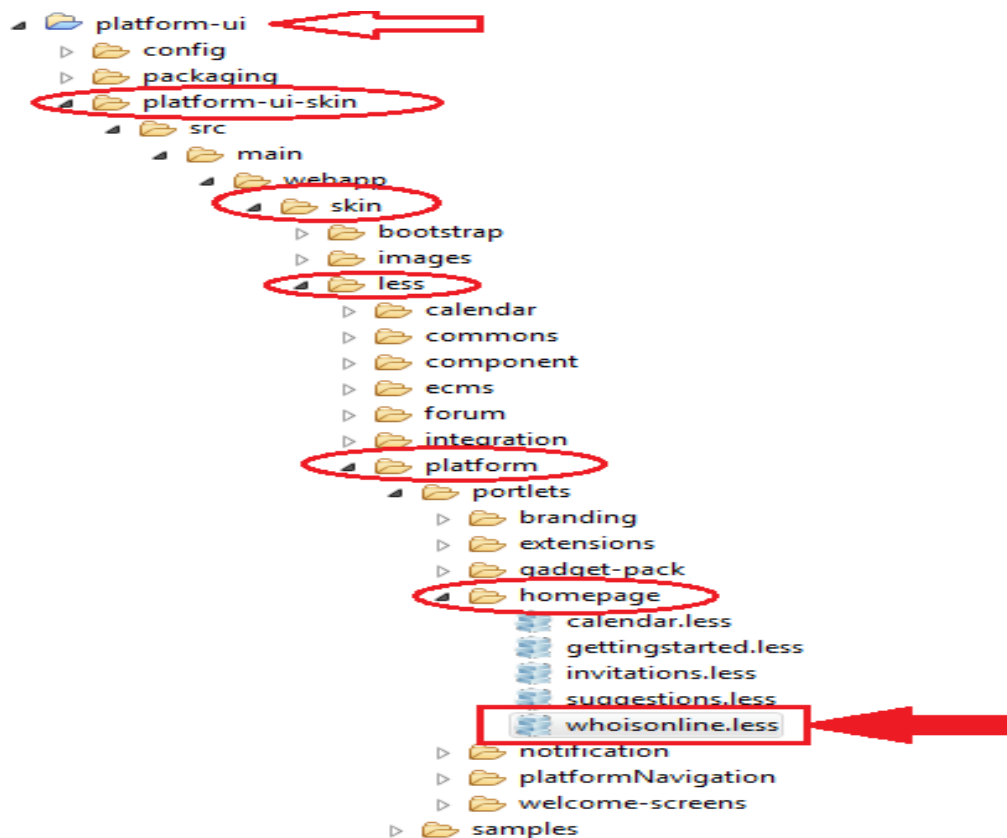 platform-ui
config
packaging
platform-ui-skin
src
main
webapp
skin
bootstrap
images
less
calendar
commons
component
ecms
forum
integration
platform
portlets
branding
extensions
gadget-pack
homepage
calendar.less
gettingstarted.less
invitations.less
suggestions.less
whoisonline.less
notification
platformNavigation
welcome-screens
samples